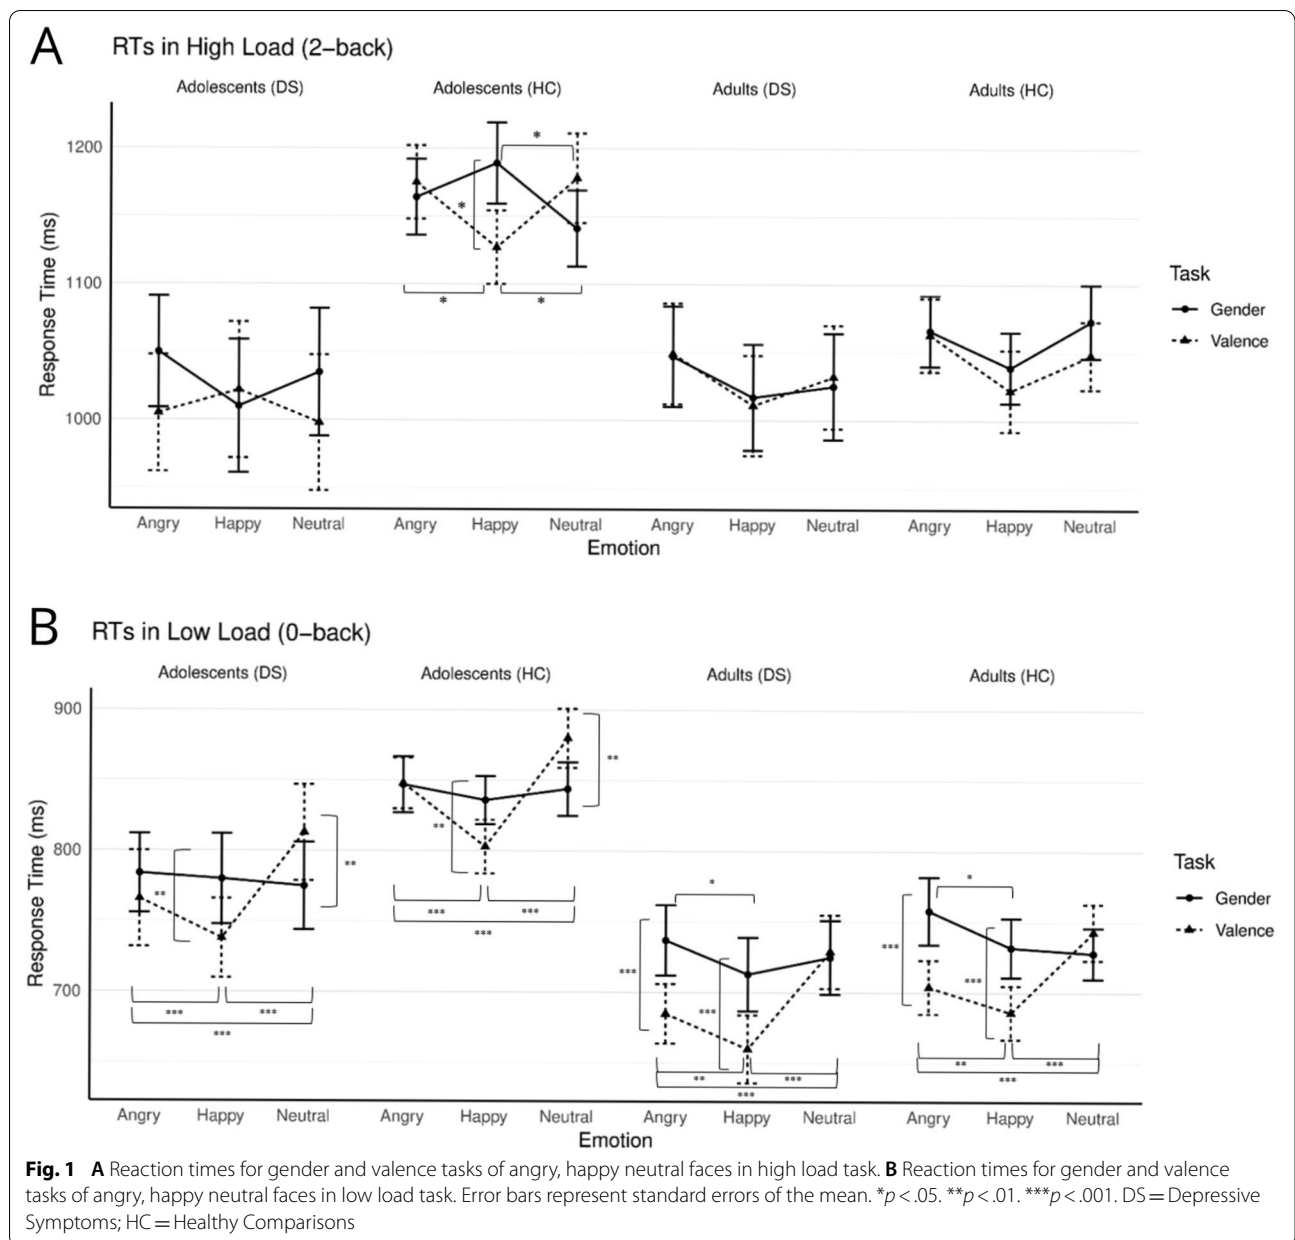 A
RTs in High Load (2−back)
Adolescents (DS)
Adolescents (HC)
Adults (DS)
Adults (HC)
Response Time (ms)
1200
1100
1000
*
*
*
*
Angry Happy Neutral
Angry Happy Neutral
Angry Happy Neutral
Angry Happy Neutral
Emotion
Task
Gender
Valence
B
RTs in Low Load (0−back)
Adolescents (DS)
Adolescents (HC)
Adults (DS)
Adults (HC)
Response Time (ms)
900
800
700
**
**
***
***
***
**
**
***
***
***
*
***
***
**
***
***
*
***
***
**
***
***
Angry Happy Neutral
Angry Happy Neutral
Angry Happy Neutral
Angry Happy Neutral
Emotion
Task
Gender
Valence
Fig. 1 A Reaction times for gender and valence tasks of angry, happy neutral faces in high load task. B Reaction times for gender and valence
tasks of angry, happy neutral faces in low load task. Error bars represent standard errors of the mean. *p < .05. **p < .01. ***p < .001. DS = Depressive
Symptoms; HC = Healthy Comparisons